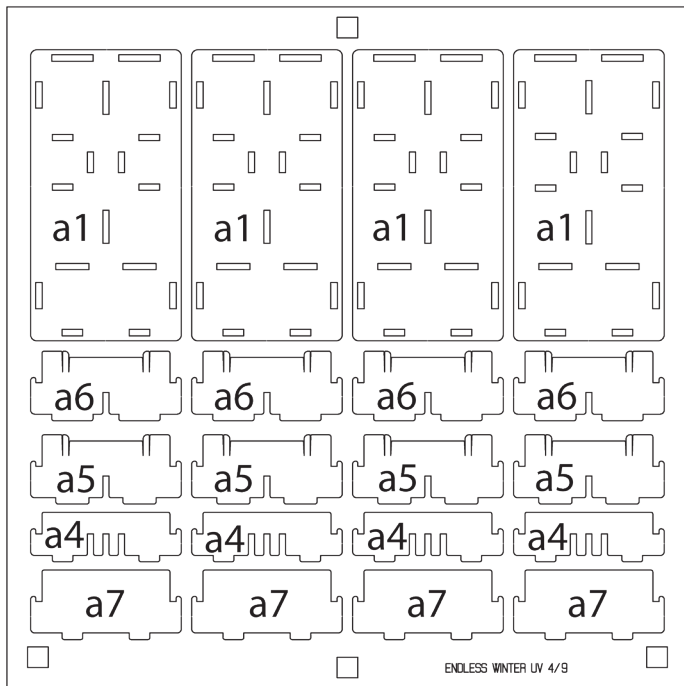 a1 a1 a1 a1
a6 a6 a6 a6
a5 a5 a5 a5
a4 a4 a4 a4
a7 a7 a7 a7
ENDLESS WINTER UV 4/9